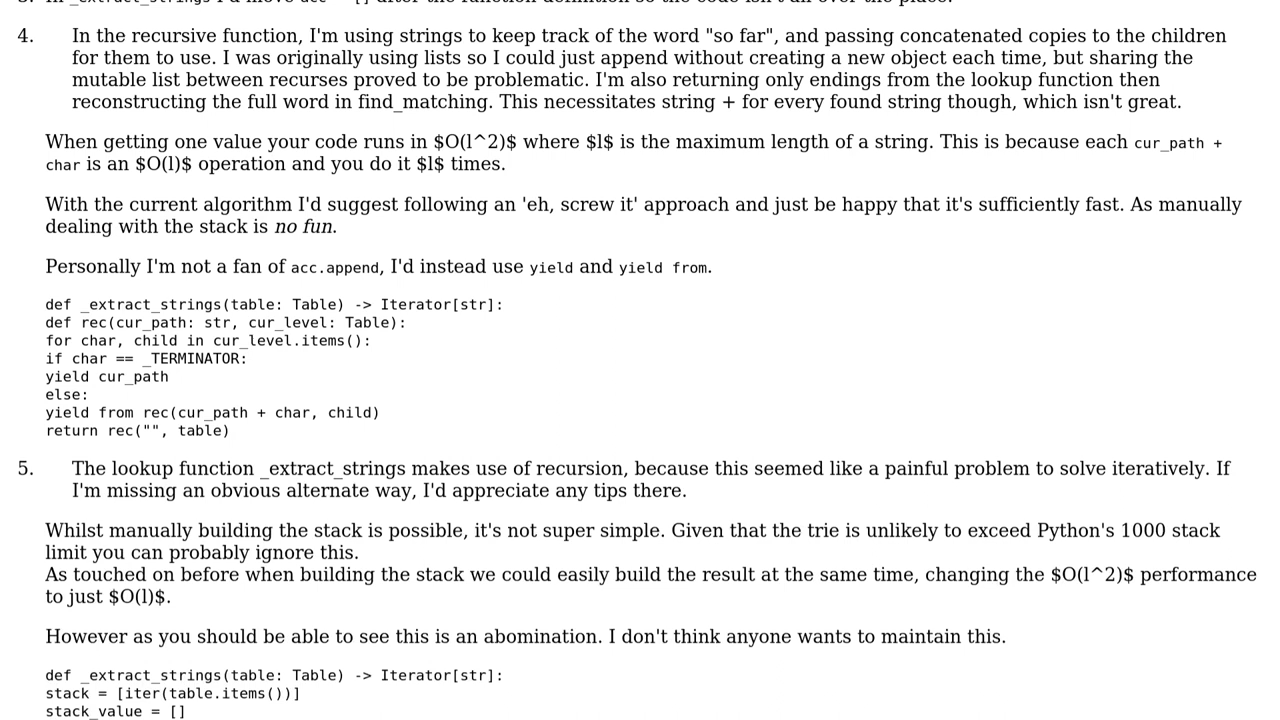 4. In the recursive function, I'm using strings to keep track of the word "so far", and passing concatenated copies to the children
for them to use. I was originally using lists so I could just append without creating a new object each time, but sharing the
mutable list between recurses proved to be problematic. I'm also returning only endings from the lookup function then
reconstructing the full word in find_matching. This necessitates string + for every found string though, which isn't great.
When getting one value your code runs in $O(l^2)$ where $l$ is the maximum length of a string. This is because each cur_path +
char is an $O(l)$ operation and you do it $l$ times.
With the current algorithm I'd suggest following an 'eh, screw it' approach and just be happy that it's sufficiently fast. As manually
dealing with the stack is no fun.
Personally I'm not a fan of acc.append, I'd instead use yield and yield from.
def _extract_strings(table: Table) -> Iterator[str]:
def rec(cur_path: str, cur_level: Table):
for char, child in cur_level.items():
if char == _TERMINATOR:
yield cur_path
else:
yield from rec(cur_path + char, child)
return rec("", table)
5. The lookup function _extract_strings makes use of recursion, because this seemed like a painful problem to solve iteratively. If
I'm missing an obvious alternate way, I'd appreciate any tips there.
Whilst manually building the stack is possible, it's not super simple. Given that the trie is unlikely to exceed Python's 1000 stack
limit you can probably ignore this.
As touched on before when building the stack we could easily build the result at the same time, changing the $O(l^2)$ performance
to just $O(l)$.
However as you should be able to see this is an abomination. I don't think anyone wants to maintain this.
def _extract_strings(table: Table) -> Iterator[str]:
stack = [iter(table.items())]
stack_value = []